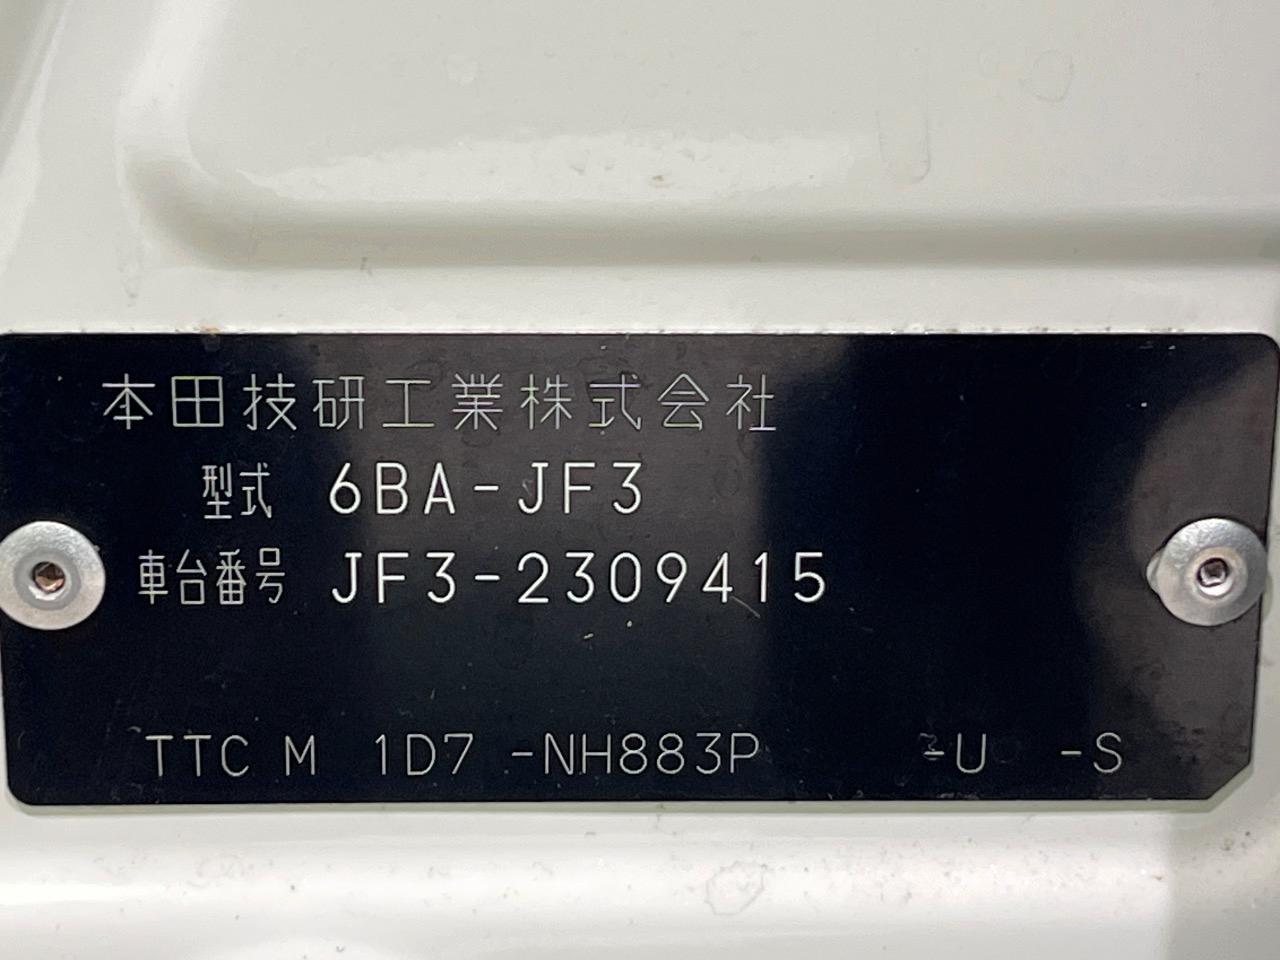 本田技研工業株式会社
型式 6BA-JF3
車台番号 JF3-2309415
TTC M 1D7 -NH883P -U -S